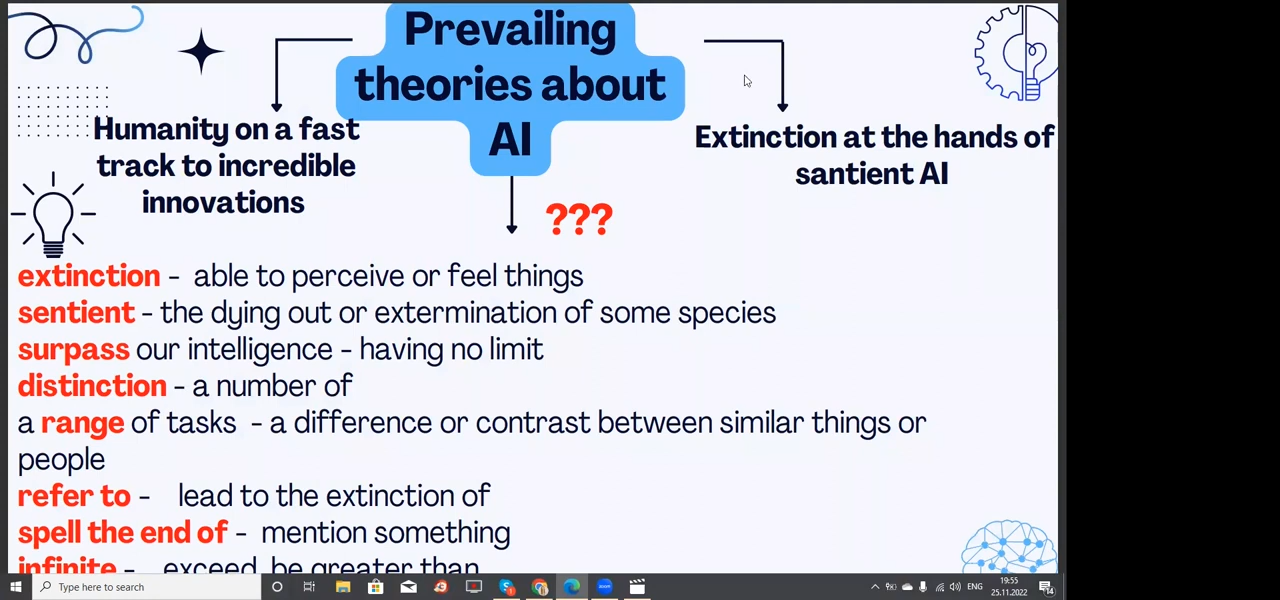 Prevailing
theories about
AI
Humanity on a fast
track to incredible
innovations
Extinction at the hands of
santient AI
???
extinction - able to perceive or feel things
sentient - the dying out or extermination of some species
surpass our intelligence - having no limit
distinction - a number of
a range of tasks - a difference or contrast between similar things or
people
refer to - lead to the extinction of
spell the end of - mention something
infinite - exceed, be greater than
Type here to search
zoom
ENG
19:55
25.11.2022
14